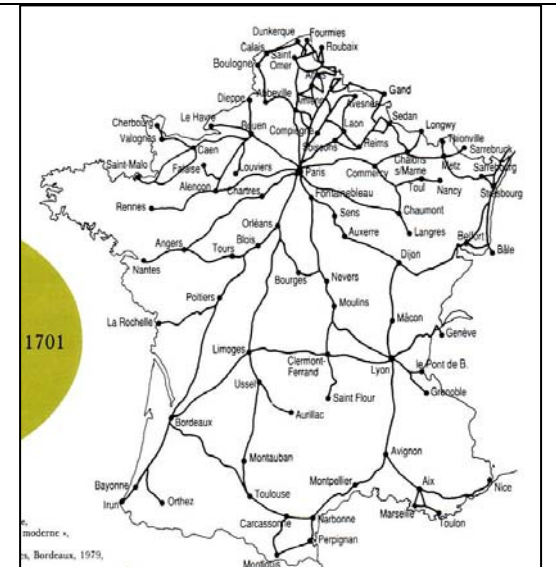 Dunkerque Fourmies
Calais Saint Omer Roubaix
Boulogne
Abbeville Gand
Dieppe Amiens Avesnes
Cherbourg Le Havre Rouen Laon Sedan
Valognes Compiègne Longwy
Soissons Reims Thionville
Caen Sarrebruck
Saint-Malo Falaise Louviers Paris Châlons s/Marne Metz Sarrebourg
Commercy
Alençon Chartres Toul Nancy Strasbourg
Rennes Fontainebleau
Sens Chaumont
Orléans
Angers Blois Auxerre Langres Belfort
Tours Dijon Bâle
Nantes
Bourges Nevers
Poitiers Moulins
La Rochelle Mâcon
Genève
1701
Limoges Clermont-Ferrand Lyon le Pont de B.
Ussel Grenoble
Saint Flour
Aurillac
Bordeaux
Montauban Avignon
Bayonne Montpellier Aix
Irun Orthez Toulouse Nice
Carcassonne Narbonne Marseille Toulon
Perpignan
e,
moderne »,
es, Bordeaux, 1979,